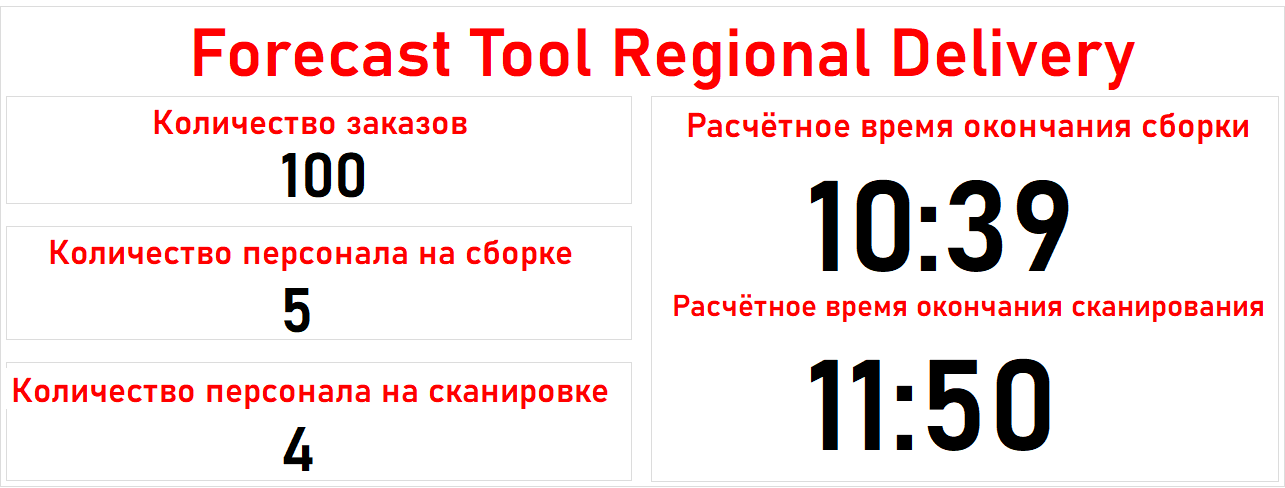 Forecast Tool Regional Delivery
Количество заказов
100
Количество персонала на сборке
5
Количество персонала на сканировке
4
Расчётное время окончания сборки
10:39
Расчётное время окончания сканирования
11:50